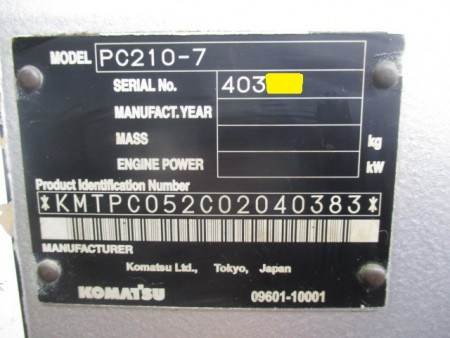 MODEL PC210-7
SERIAL No. 403
MANUFACT. YEAR
MASS kg
ENGINE POWER kW
Product Identification Number
*KMTPC052C02040383*
MANUFACTURER
Komatsu Ltd., Tokyo, Japan
KOMATSU 09601-10001